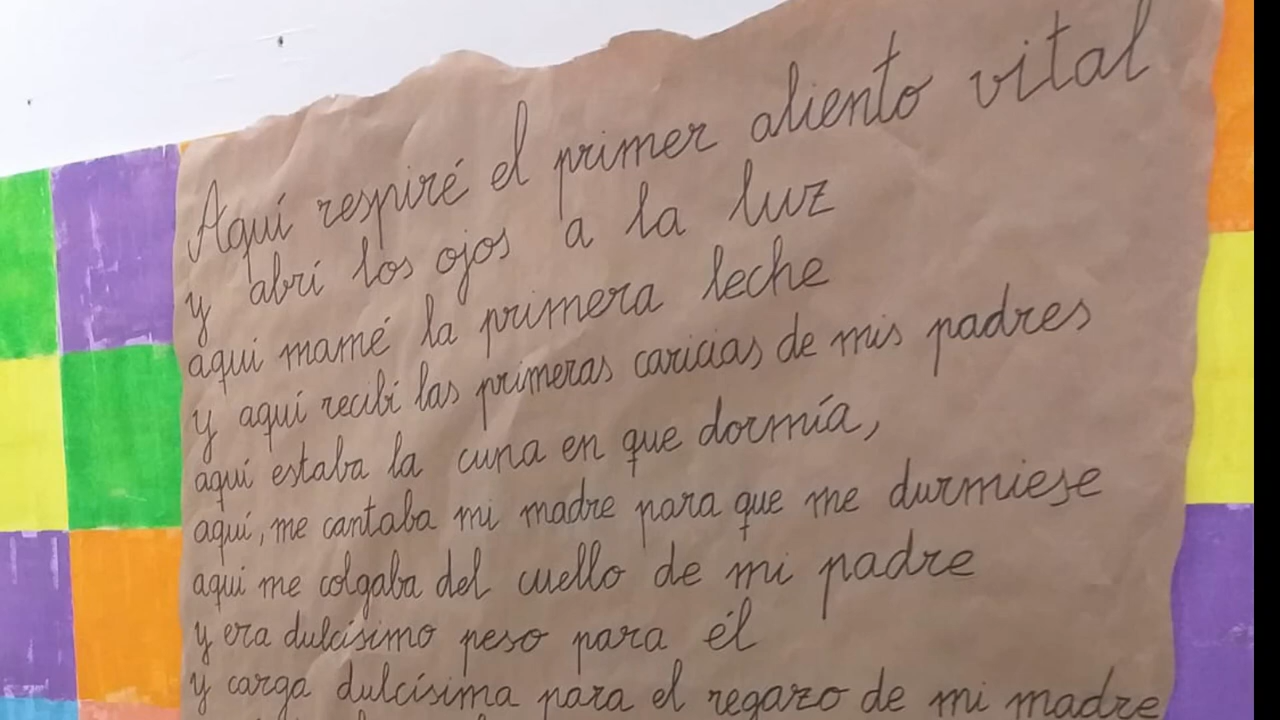 Aquí respiré el primer aliento vital
y abrí los ojos a la luz
aquí mamé la primera leche
y aquí recibí las primeras caricias de mis padres
aquí estaba la cuna en que dormía,
aquí, me cantaba mi madre para que me durmiese
aquí me colgaba del cuello de mi padre
y era dulcísimo peso para él
y carga dulcísima para el regazo de mi madre